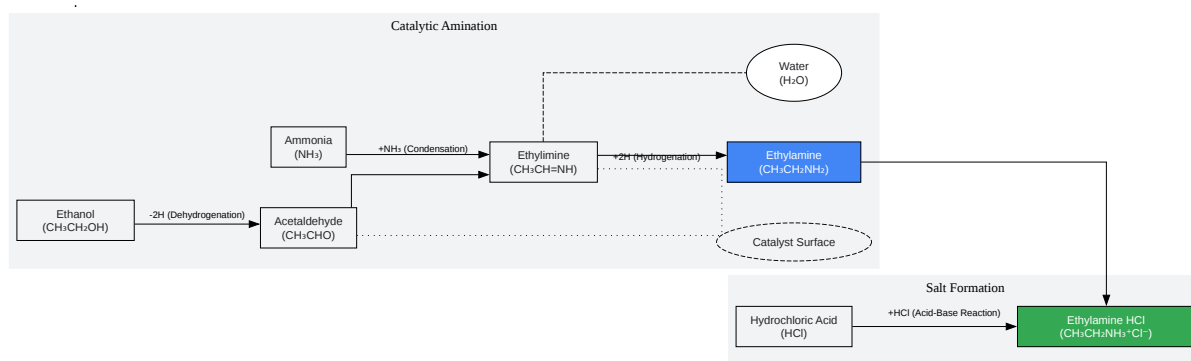 Catalytic Amination
Water
(H₂O)
Ammonia
(NH₃)
+NH₃ (Condensation)
Ethylimine
(CH₃CH=NH)
+2H (Hydrogenation)
Ethylamine
(CH₃CH₂NH₂)
Ethanol
(CH₃CH₂OH)
-2H (Dehydrogenation)
Acetaldehyde
(CH₃CHO)
Catalyst Surface
Salt Formation
Hydrochloric Acid
(HCl)
+HCl (Acid-Base Reaction)
Ethylamine HCl
(CH₃CH₂NH₃⁺Cl⁻)